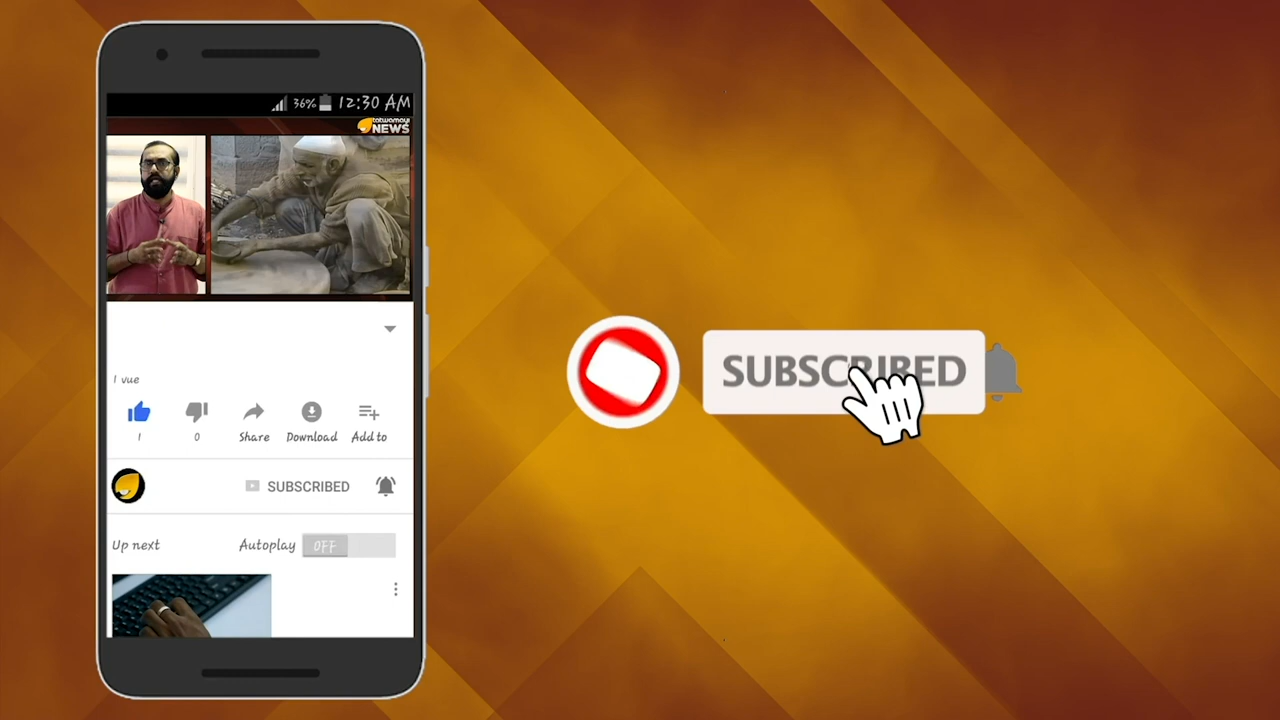 36% 12:30 AM
tatwamayi
NEWS
1 vue
1
0
Share
Download
Add to
SUBSCRIBED
Up next
Autoplay
OFF
SUBSCRIBED